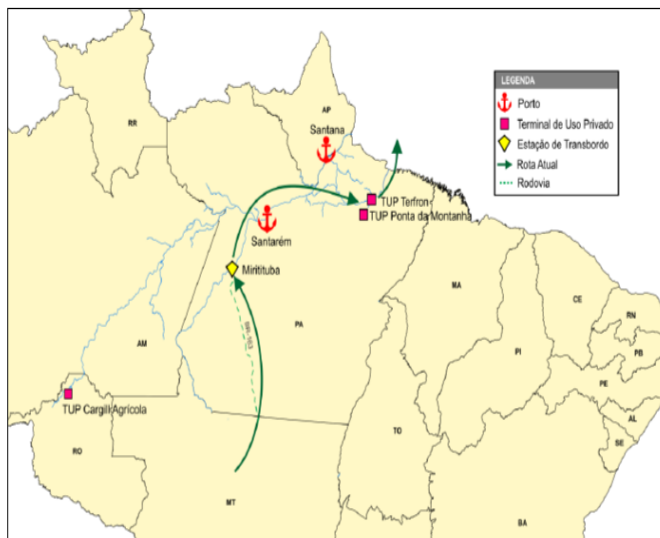 LEGENDA
Porto
Terminal de Uso Privado
Estação de Transbordo
Rota Atual
Rodovia
RR
AP
Santana
TUP Terfron
TUP Ponta da Montanha
Santarém
Miritituba
BR-163
AM
PA
MA
CE
RN
PB
PI
PE
AL
SE
TUP Cargill Agrícola
RO
TO
MT
BA